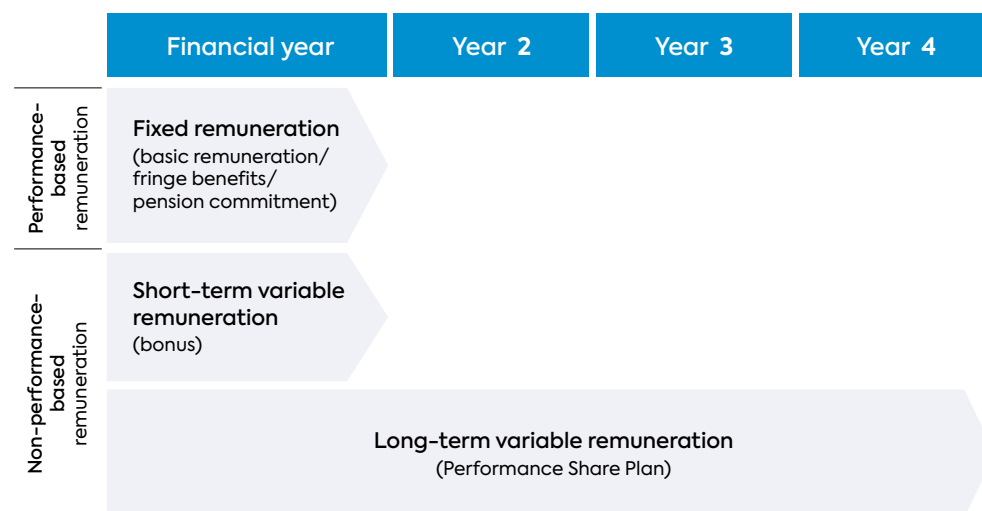 Financial year
Year 2
Year 3
Year 4
Performance-
based
remuneration
Fixed remuneration
(basic remuneration/
fringe benefits/
pension commitment)
Non-performance-
based
remuneration
Short-term variable
remuneration
(bonus)
Long-term variable remuneration
(Performance Share Plan)